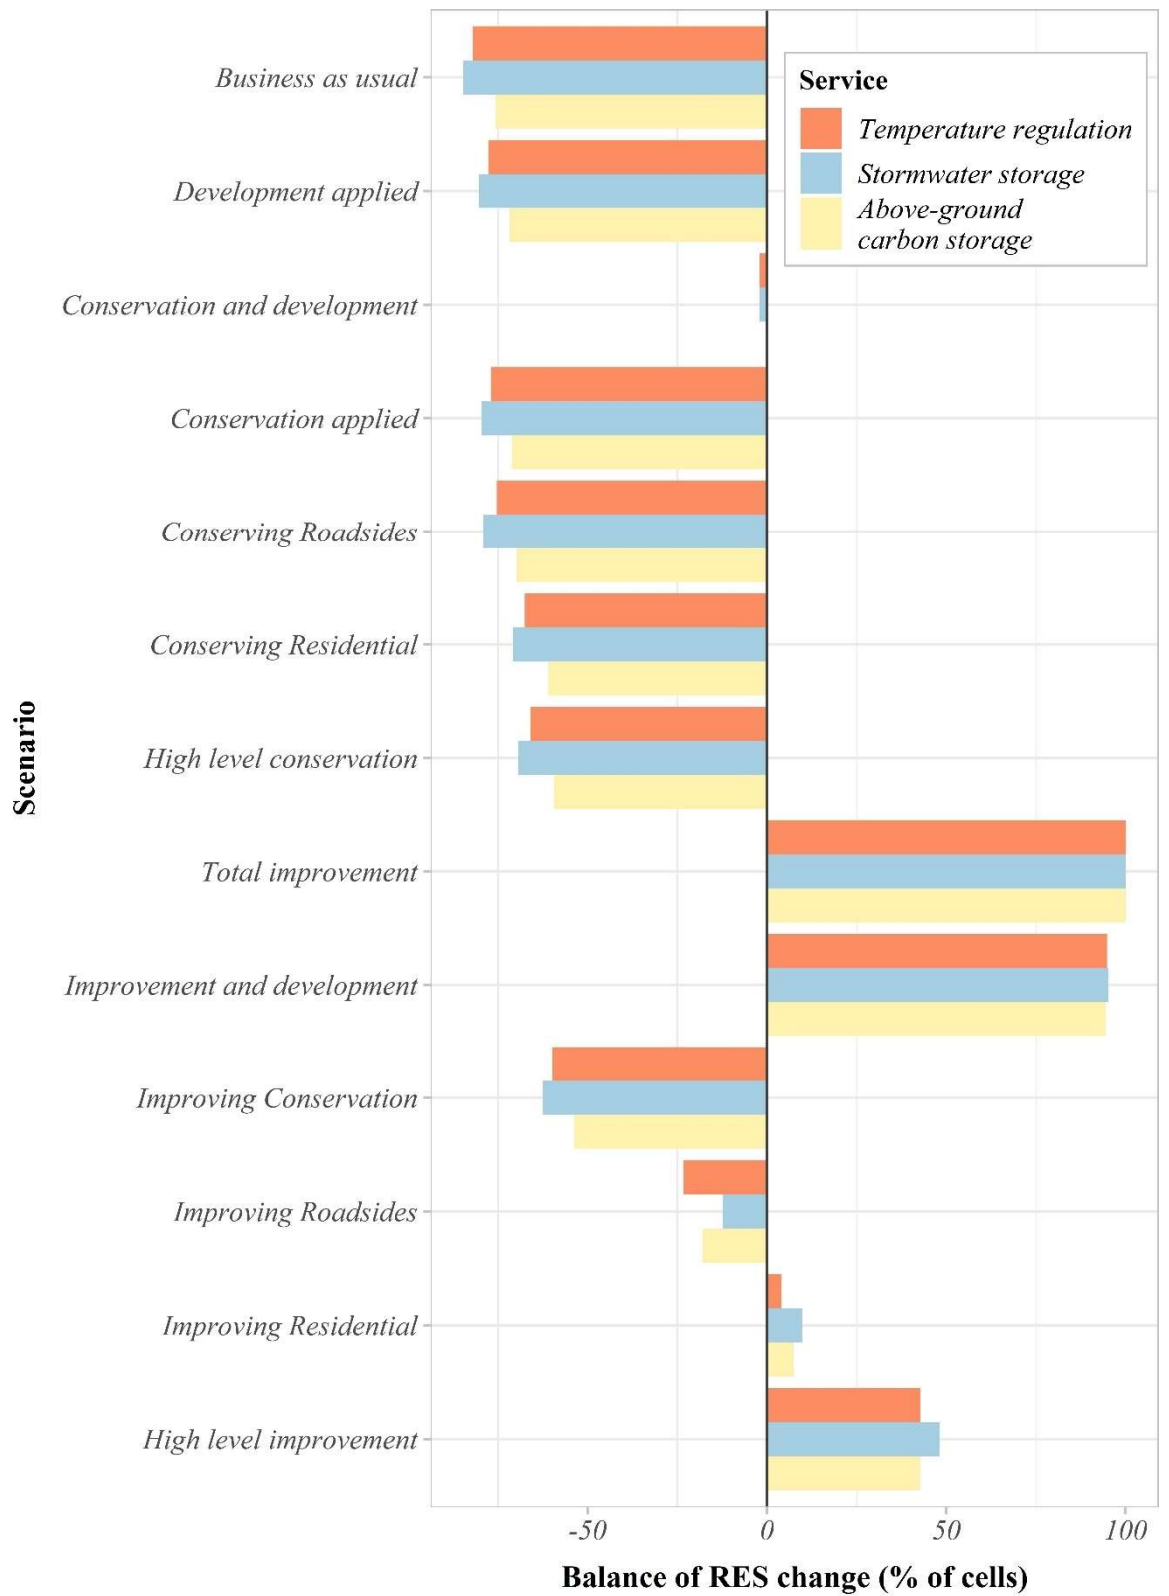 Scenario
Business as usual
Development applied
Conservation and development
Conservation applied
Conserving Roadsides
Conserving Residential
High level conservation
Total improvement
Improvement and development
Improving Conservation
Improving Roadsides
Improving Residential
High level improvement
Service
Temperature regulation
Stormwater storage
Above-ground
carbon storage
-50 0 50 100
Balance of RES change (% of cells)